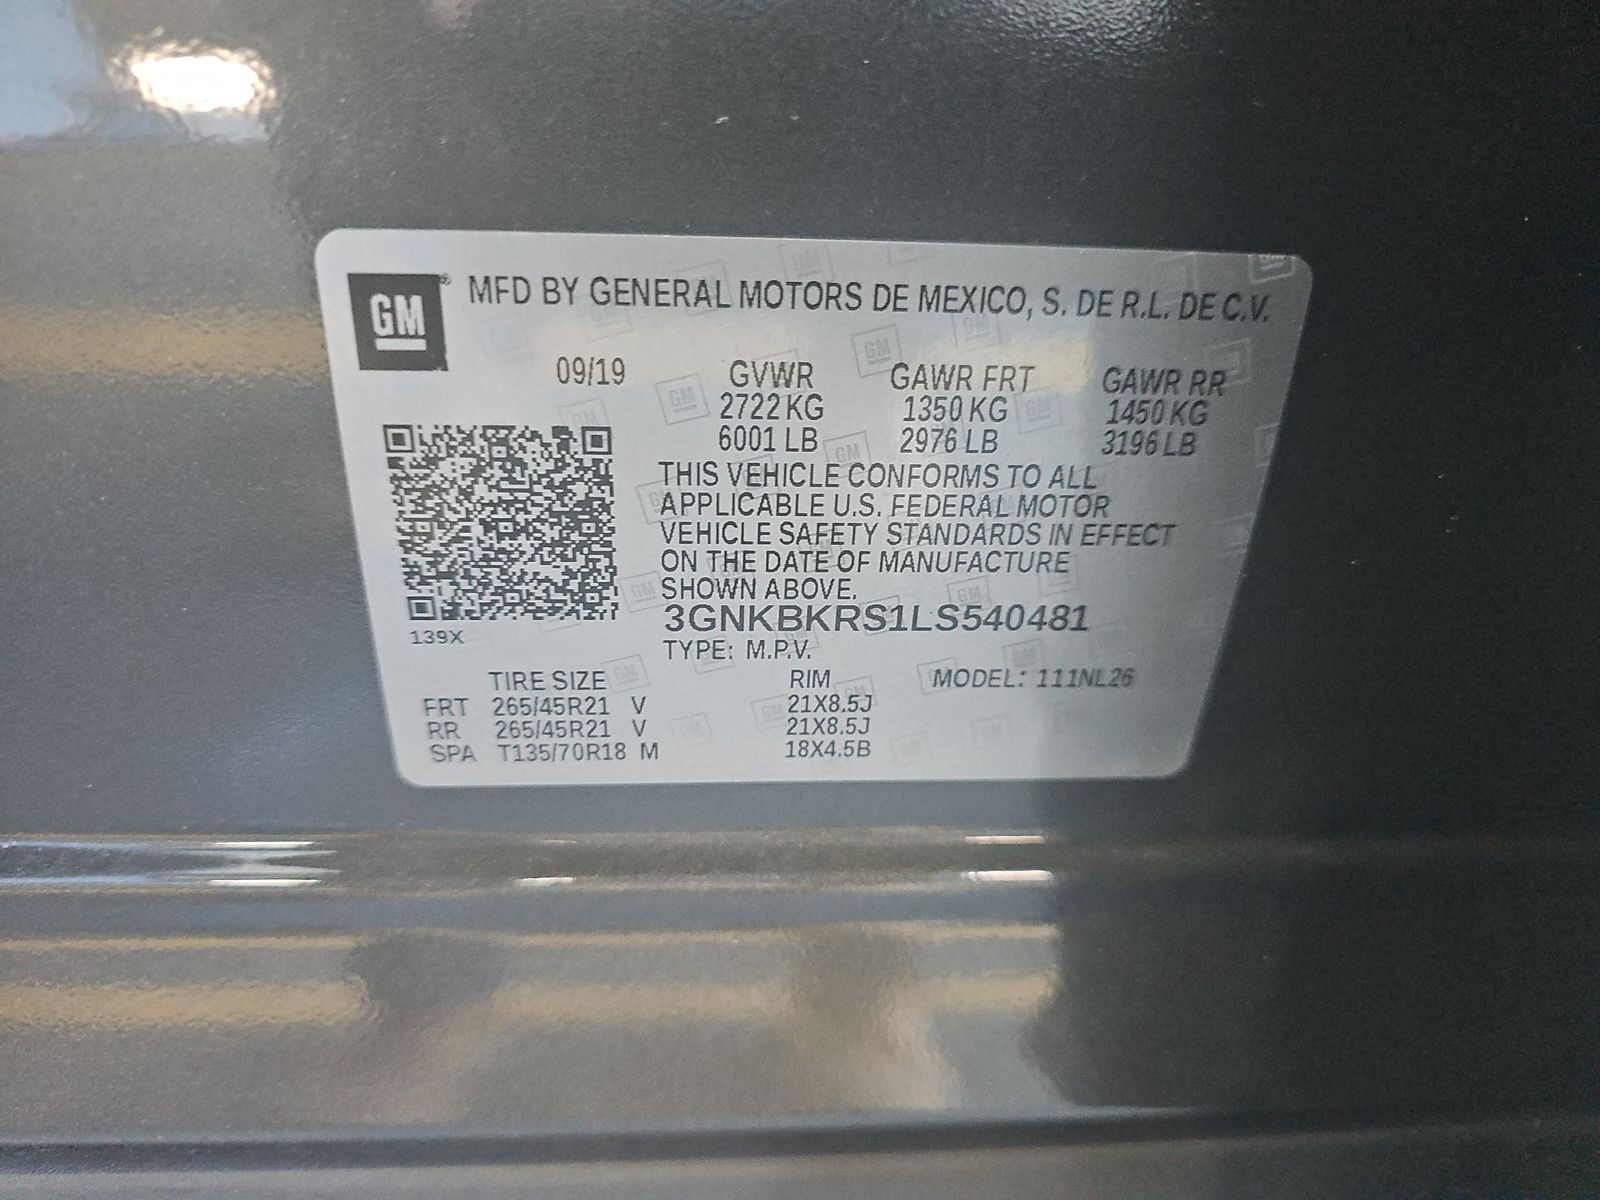 GM ® MFD BY GENERAL MOTORS DE MEXICO, S. DE R.L. DE C.V.
09/19 GVWR GAWR FRT GAWR RR
2722 KG 1350 KG 1450 KG
6001 LB 2976 LB 3196 LB
THIS VEHICLE CONFORMS TO ALL
APPLICABLE U.S. FEDERAL MOTOR
VEHICLE SAFETY STANDARDS IN EFFECT
ON THE DATE OF MANUFACTURE
SHOWN ABOVE.
3GNKBKRS1LS540481
139X
TYPE: M.P.V.
TIRE SIZE RIM MODEL: 111NL26
FRT 265/45R21 V 21X8.5J
RR 265/45R21 V 21X8.5J
SPA T135/70R18 M 18X4.5B